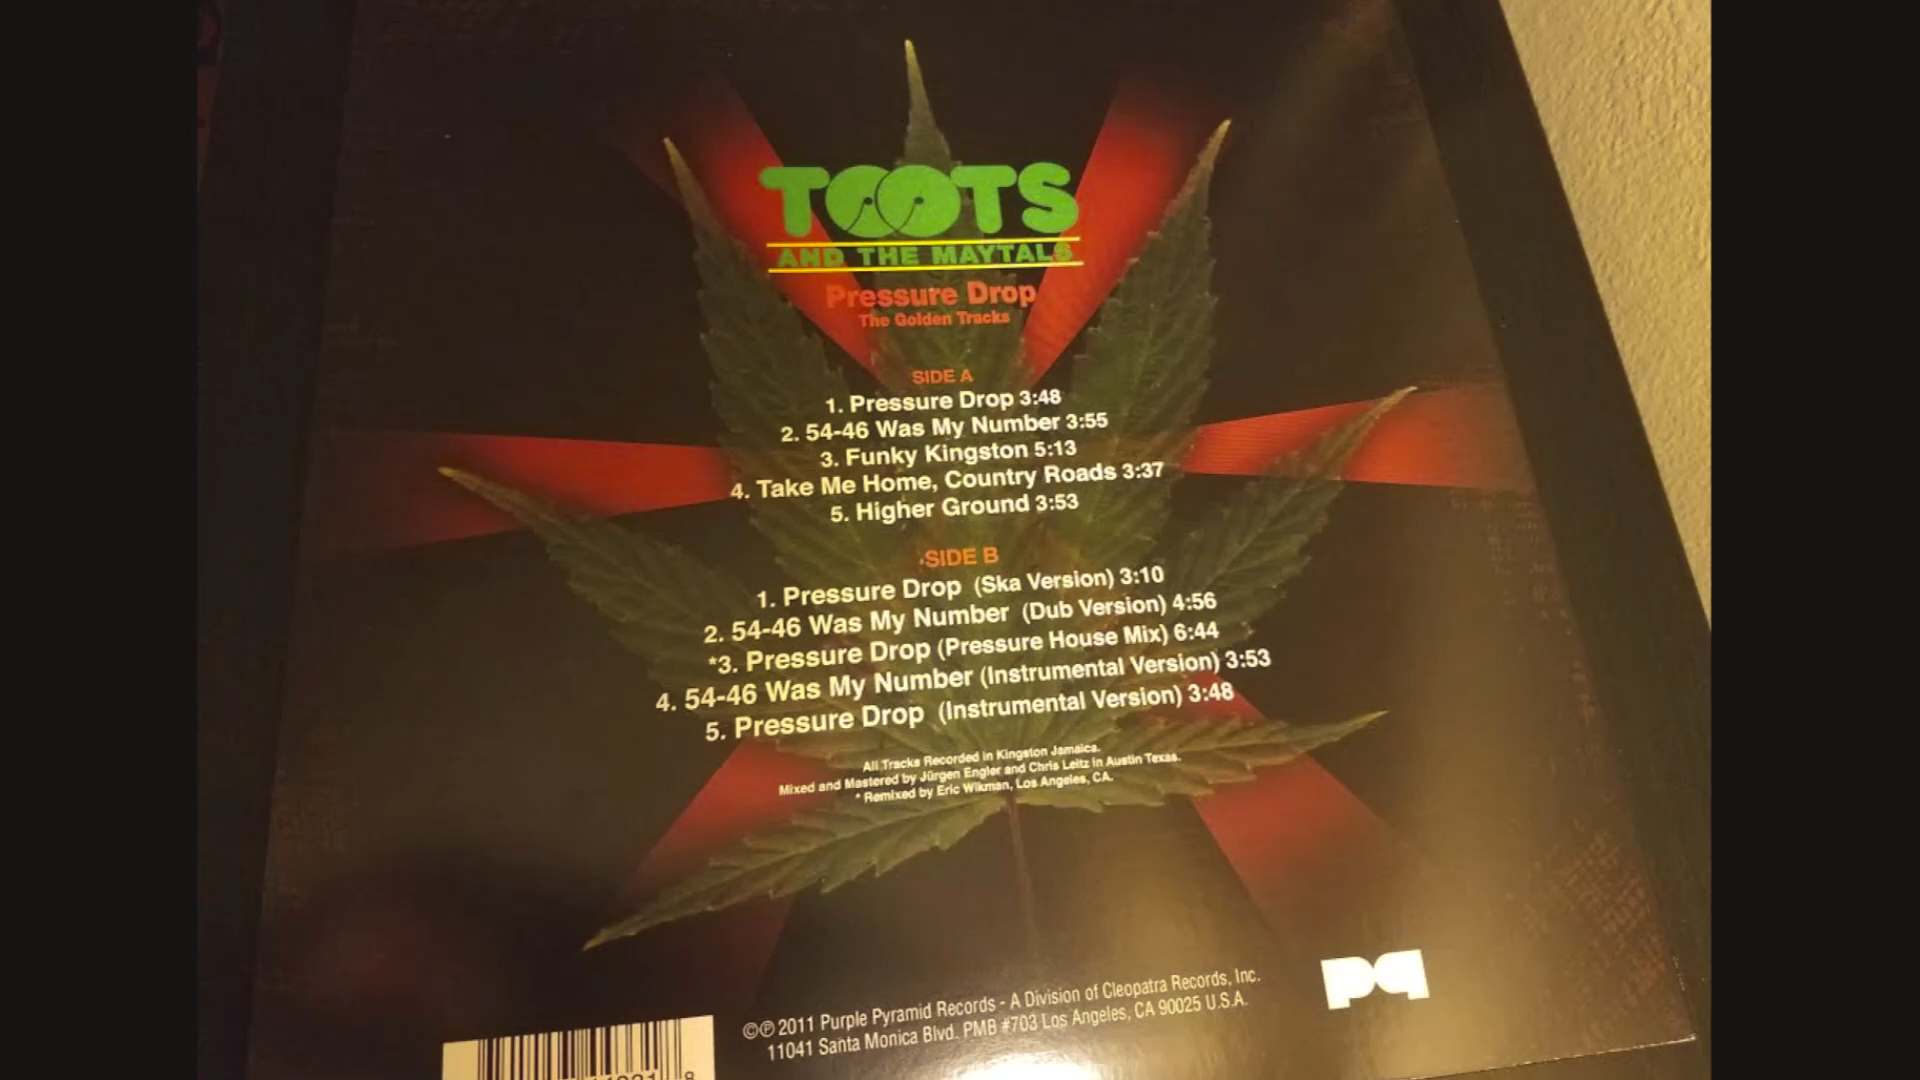 TOOTS
AND THE MAYTALS
Pressure Drop
The Golden Tracks
SIDE A
1. Pressure Drop 3:48
2. 54-46 Was My Number 3:55
3. Funky Kingston 5:13
4. Take Me Home, Country Roads 3:37
5. Higher Ground 3:53
SIDE B
1. Pressure Drop (Ska Version) 3:10
2. 54-46 Was My Number (Dub Version) 4:56
*3. Pressure Drop (Pressure House Mix) 6:44
4. 54-46 Was My Number (Instrumental Version) 3:53
5. Pressure Drop (Instrumental Version) 3:48
All Tracks Recorded in Kingston Jamaica.
Mixed and Mastered by Jürgen Engler and Chris Leitz in Austin Texas.
* Remixed by Eric Wikman, Los Angeles, CA.
©℗ 2011 Purple Pyramid Records - A Division of Cleopatra Records, Inc.
11041 Santa Monica Blvd. PMB #703 Los Angeles, CA 90025 U.S.A.